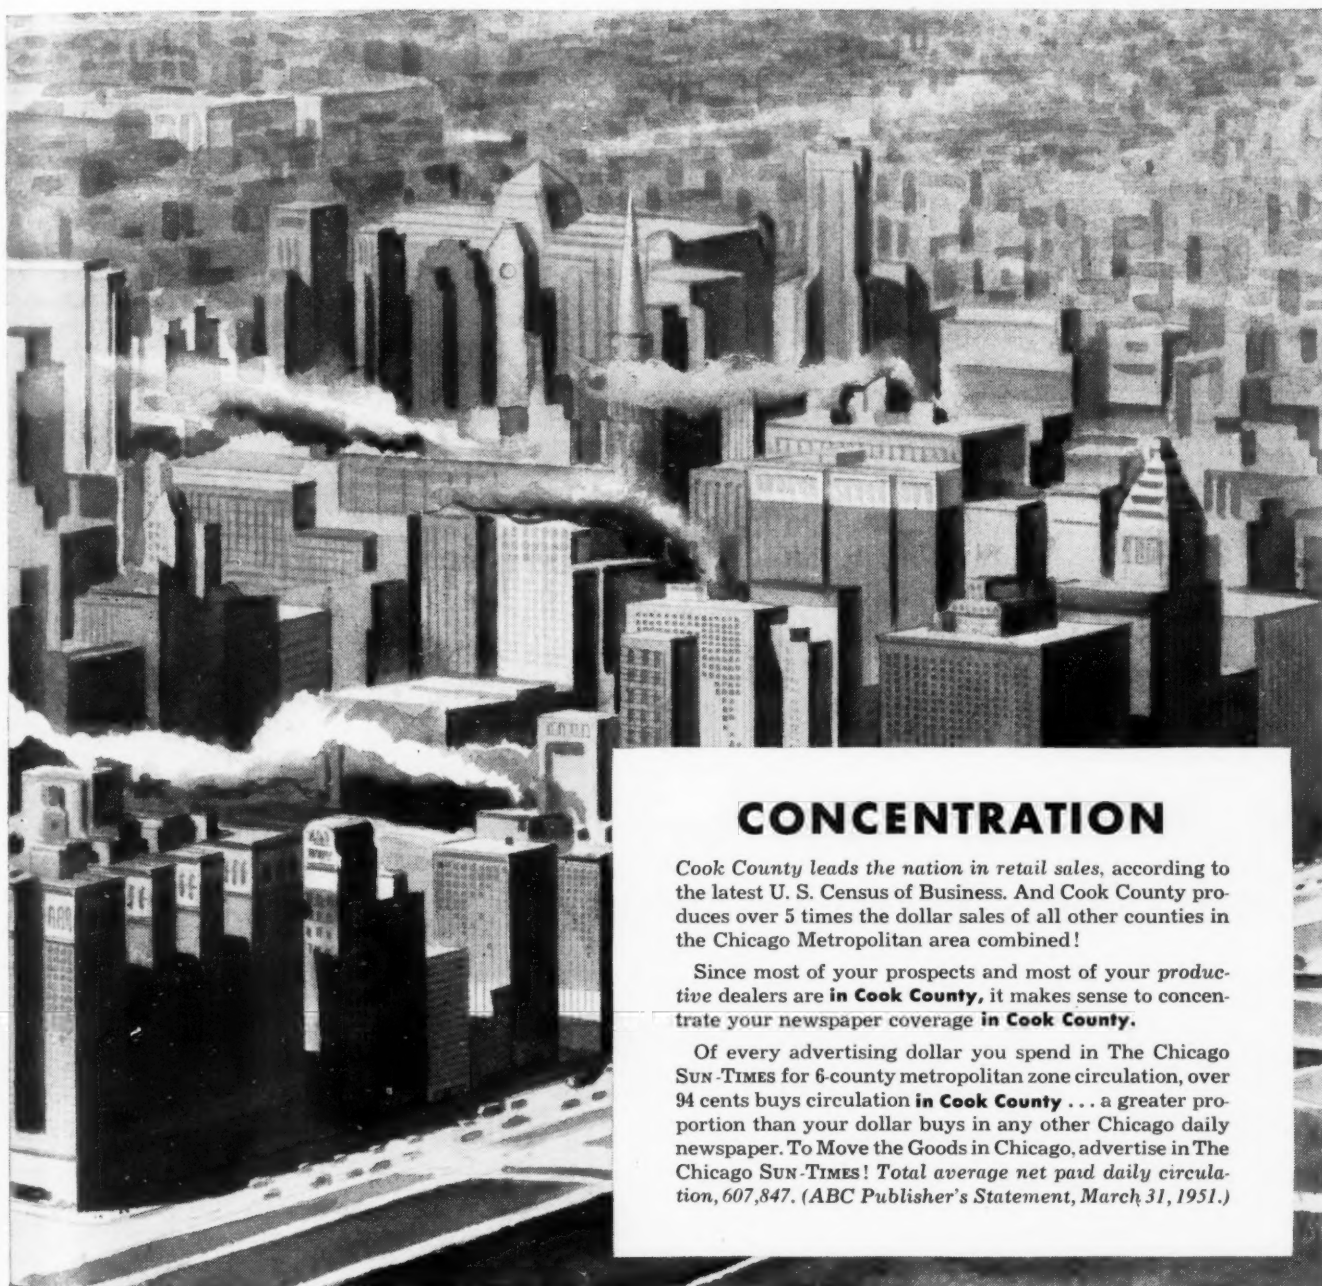 CONCENTRATION
Cook County leads the nation in retail sales, according to
the latest U. S. Census of Business. And Cook County pro-
duces over 5 times the dollar sales of all other counties in
the Chicago Metropolitan area combined!
Since most of your prospects and most of your produc-
tive dealers are in Cook County, it makes sense to concen-
trate your newspaper coverage in Cook County.
Of every advertising dollar you spend in The Chicago
SUN-TIMES for 6-county metropolitan zone circulation, over
94 cents buys circulation in Cook County ... a greater pro-
portion than your dollar buys in any other Chicago daily
newspaper. To Move the Goods in Chicago, advertise in The
Chicago SUN-TIMES! Total average net paid daily circula-
tion, 607,847. (ABC Publisher's Statement, March 31, 1951.)